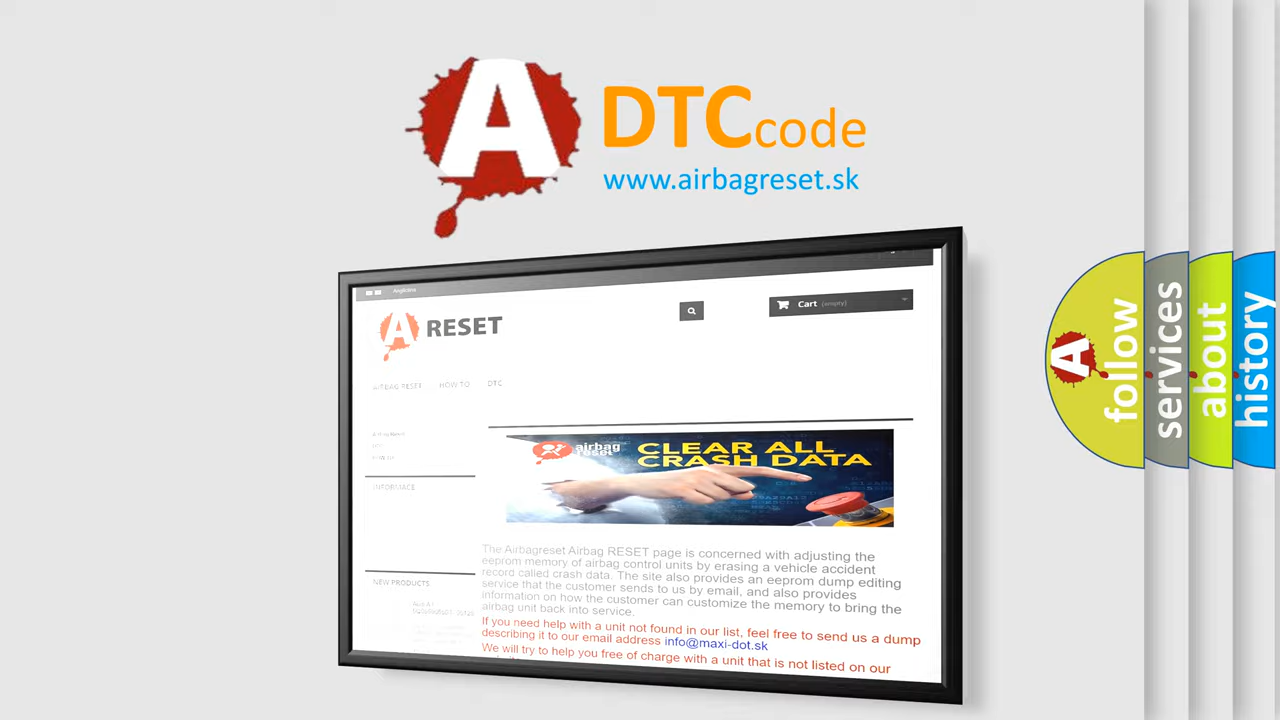 A
DTC code
www.airbagreset.sk
Cart (empty)
A RESET
AIRBAG RESET HOW TO DTC
INFORMACE
airbag
reset
CLEAR ALL
CRASH DATA
NEW PRODUCTS
The Airbagreset Airbag RESET page is concerned with adjusting the
eeprom memory of airbag control units by erasing a vehicle accident
record called crash data. The site also provides an eeprom dump editing
service that the customer sends to us by email, and also provides
information on how the customer can customize the memory to bring the
airbag unit back into service.
If you need help with a unit not found in our list, feel free to send us a dump
describing it to our email address info@maxi-dot.sk
We will try to help you free of charge with a unit that is not listed on our
A
follow
services
about
history